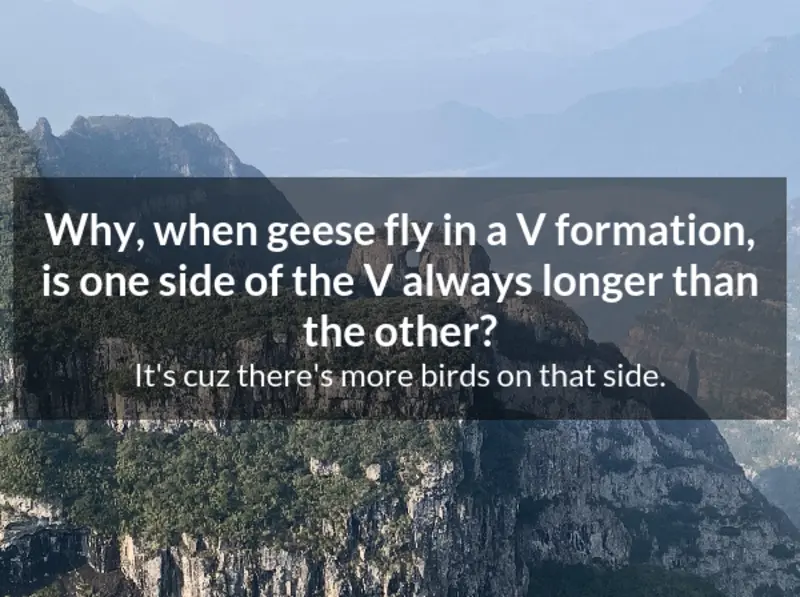 Why, when geese fly in a V formation,
is one side of the V always longer than
the other?
It's cuz there's more birds on that side.